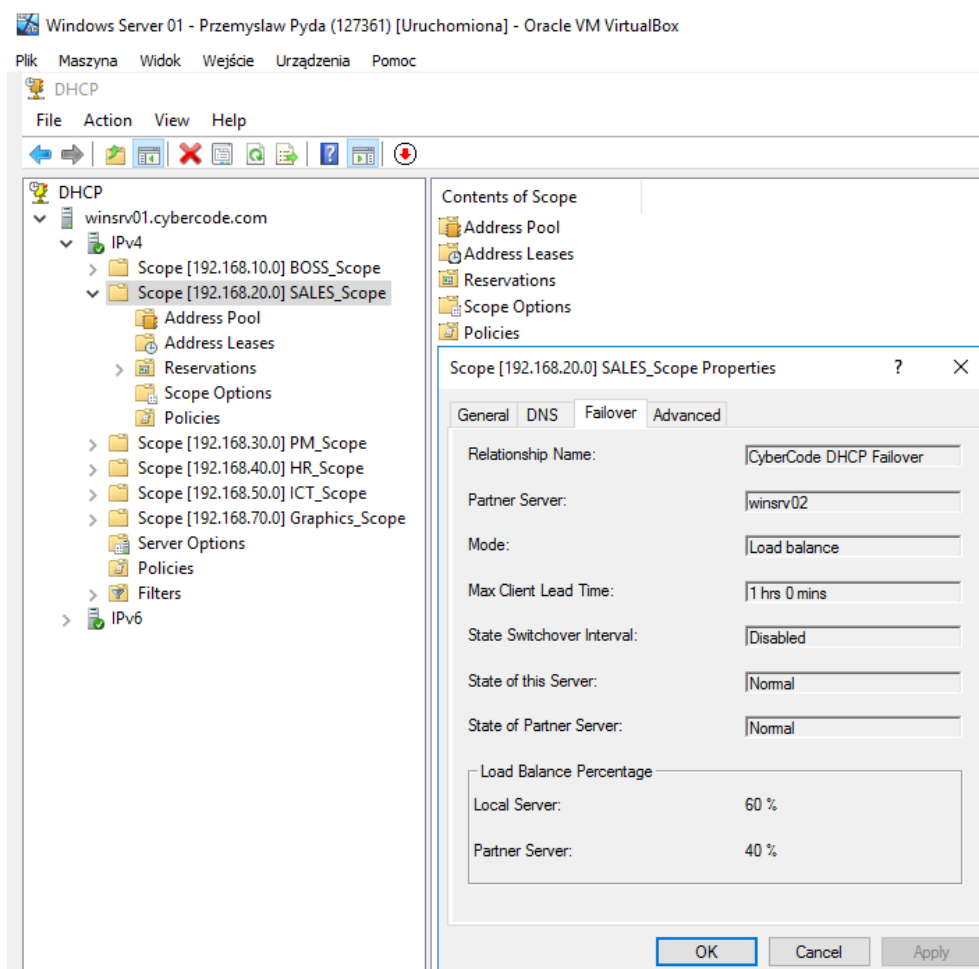 Windows Server 01 - Przemyslaw Pyda (127361) [Uruchomiona] - Oracle VM VirtualBox
Plik Maszyna Widok Wejście Urządzenia Pomoc
DHCP
File Action View Help
DHCP
winsrv01.cybercode.com
IPv4
Scope [192.168.10.0] BOSS_Scope
Scope [192.168.20.0] SALES_Scope
Address Pool
Address Leases
Reservations
Scope Options
Policies
Scope [192.168.30.0] PM_Scope
Scope [192.168.40.0] HR_Scope
Scope [192.168.50.0] ICT_Scope
Scope [192.168.70.0] Graphics_Scope
Server Options
Policies
Filters
IPv6
Contents of Scope
Address Pool
Address Leases
Reservations
Scope Options
Policies
Scope [192.168.20.0] SALES_Scope Properties ? X
General DNS Failover Advanced
Relationship Name: CyberCode DHCP Failover
Partner Server: winsrv02
Mode: Load balance
Max Client Lead Time: 1 hrs 0 mins
State Switchover Interval: Disabled
State of this Server: Normal
State of Partner Server: Normal
Load Balance Percentage
Local Server: 60 %
Partner Server: 40 %
OK Cancel Apply